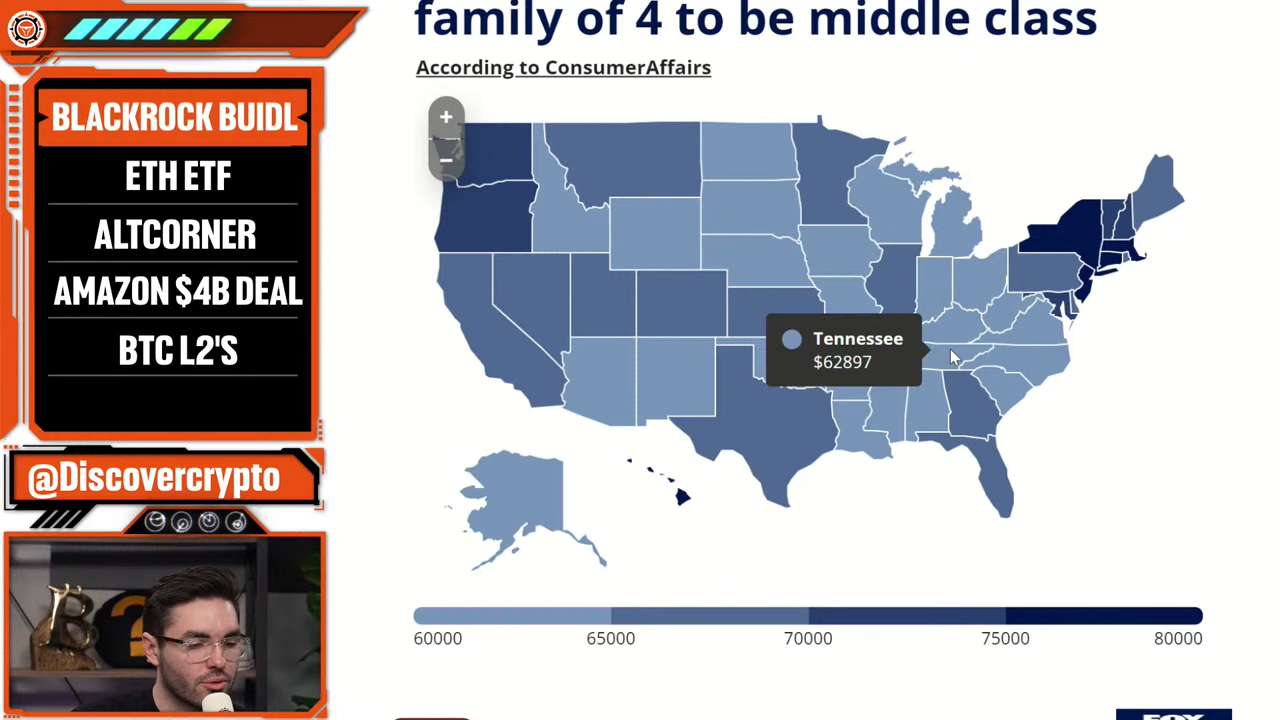 family of 4 to be middle class
According to ConsumerAffairs
+
−
BLACKROCK BUIDL
ETH ETF
ALTCORNER
AMAZON $4B DEAL
BTC L2'S
Tennessee
$62897
@Discovercrypto
60000 65000 70000 75000 80000